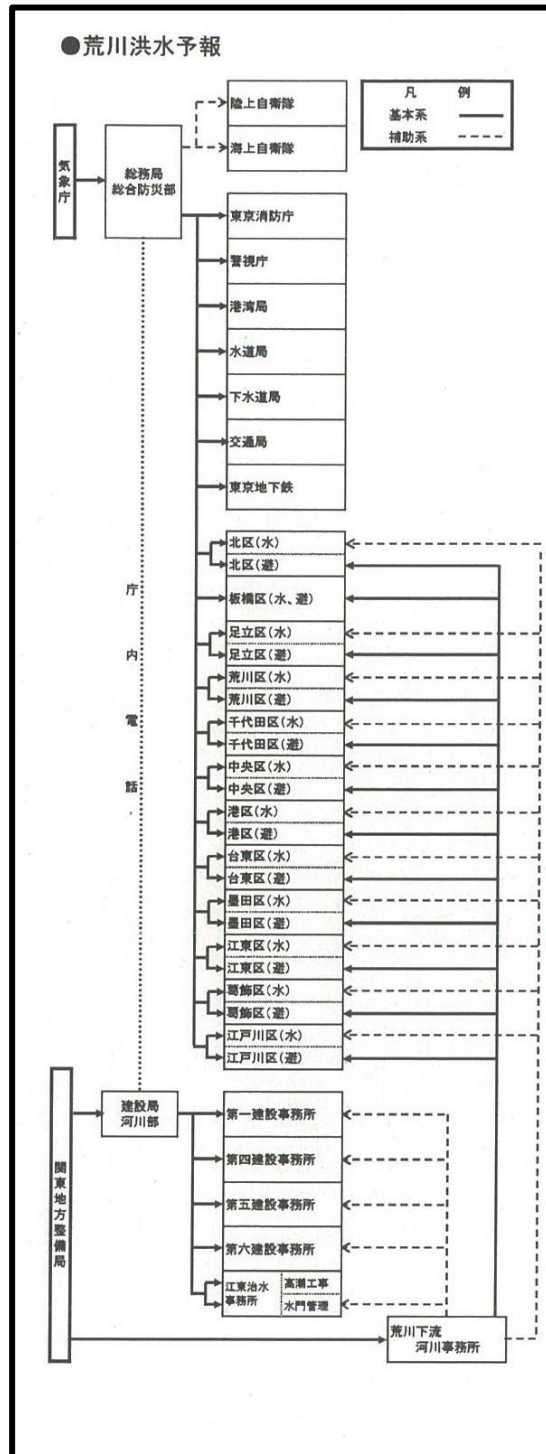 ●荒川洪水予報
凡　例
基本系
補助系
気象庁
総務局
総合防災部
陸上自衛隊
海上自衛隊
東京消防庁
警視庁
港湾局
水道局
下水道局
交通局
東京地下鉄
北区(水)
北区(避)
板橋区(水、避)
足立区(水)
足立区(避)
荒川区(水)
荒川区(避)
千代田区(水)
千代田区(避)
中央区(水)
中央区(避)
港区(水)
港区(避)
台東区(水)
台東区(避)
墨田区(水)
墨田区(避)
江東区(水)
江東区(避)
葛飾区(水)
葛飾区(避)
江戸川区(水)
江戸川区(避)
庁内電話
関東地方整備局
建設局
河川部
第一建設事務所
第四建設事務所
第五建設事務所
第六建設事務所
江東治水
事務所
高潮工事
水門管理
荒川下流
河川事務所